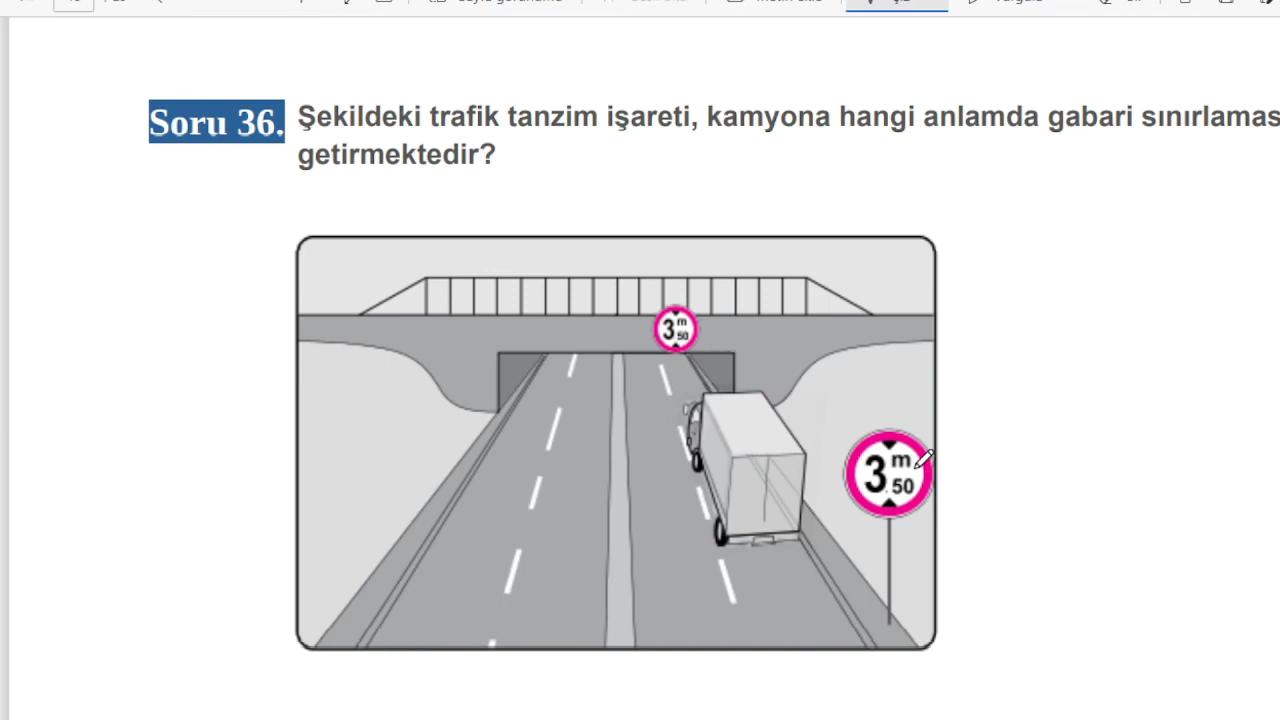 Soru 36. Şekildeki trafik tanzim işareti, kamyona hangi anlamda gabari sınırlamas
getirmektedir?
3 m 50
3 m 50